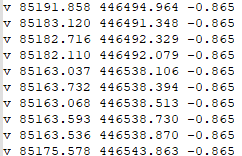 v 85191.858 446494.964 -0.865
v 85183.120 446491.348 -0.865
v 85182.716 446492.329 -0.865
v 85182.110 446492.079 -0.865
v 85163.037 446538.106 -0.865
v 85163.732 446538.394 -0.865
v 85163.068 446538.513 -0.865
v 85163.593 446538.730 -0.865
v 85163.536 446538.870 -0.865
v 85175.578 446543.863 -0.865